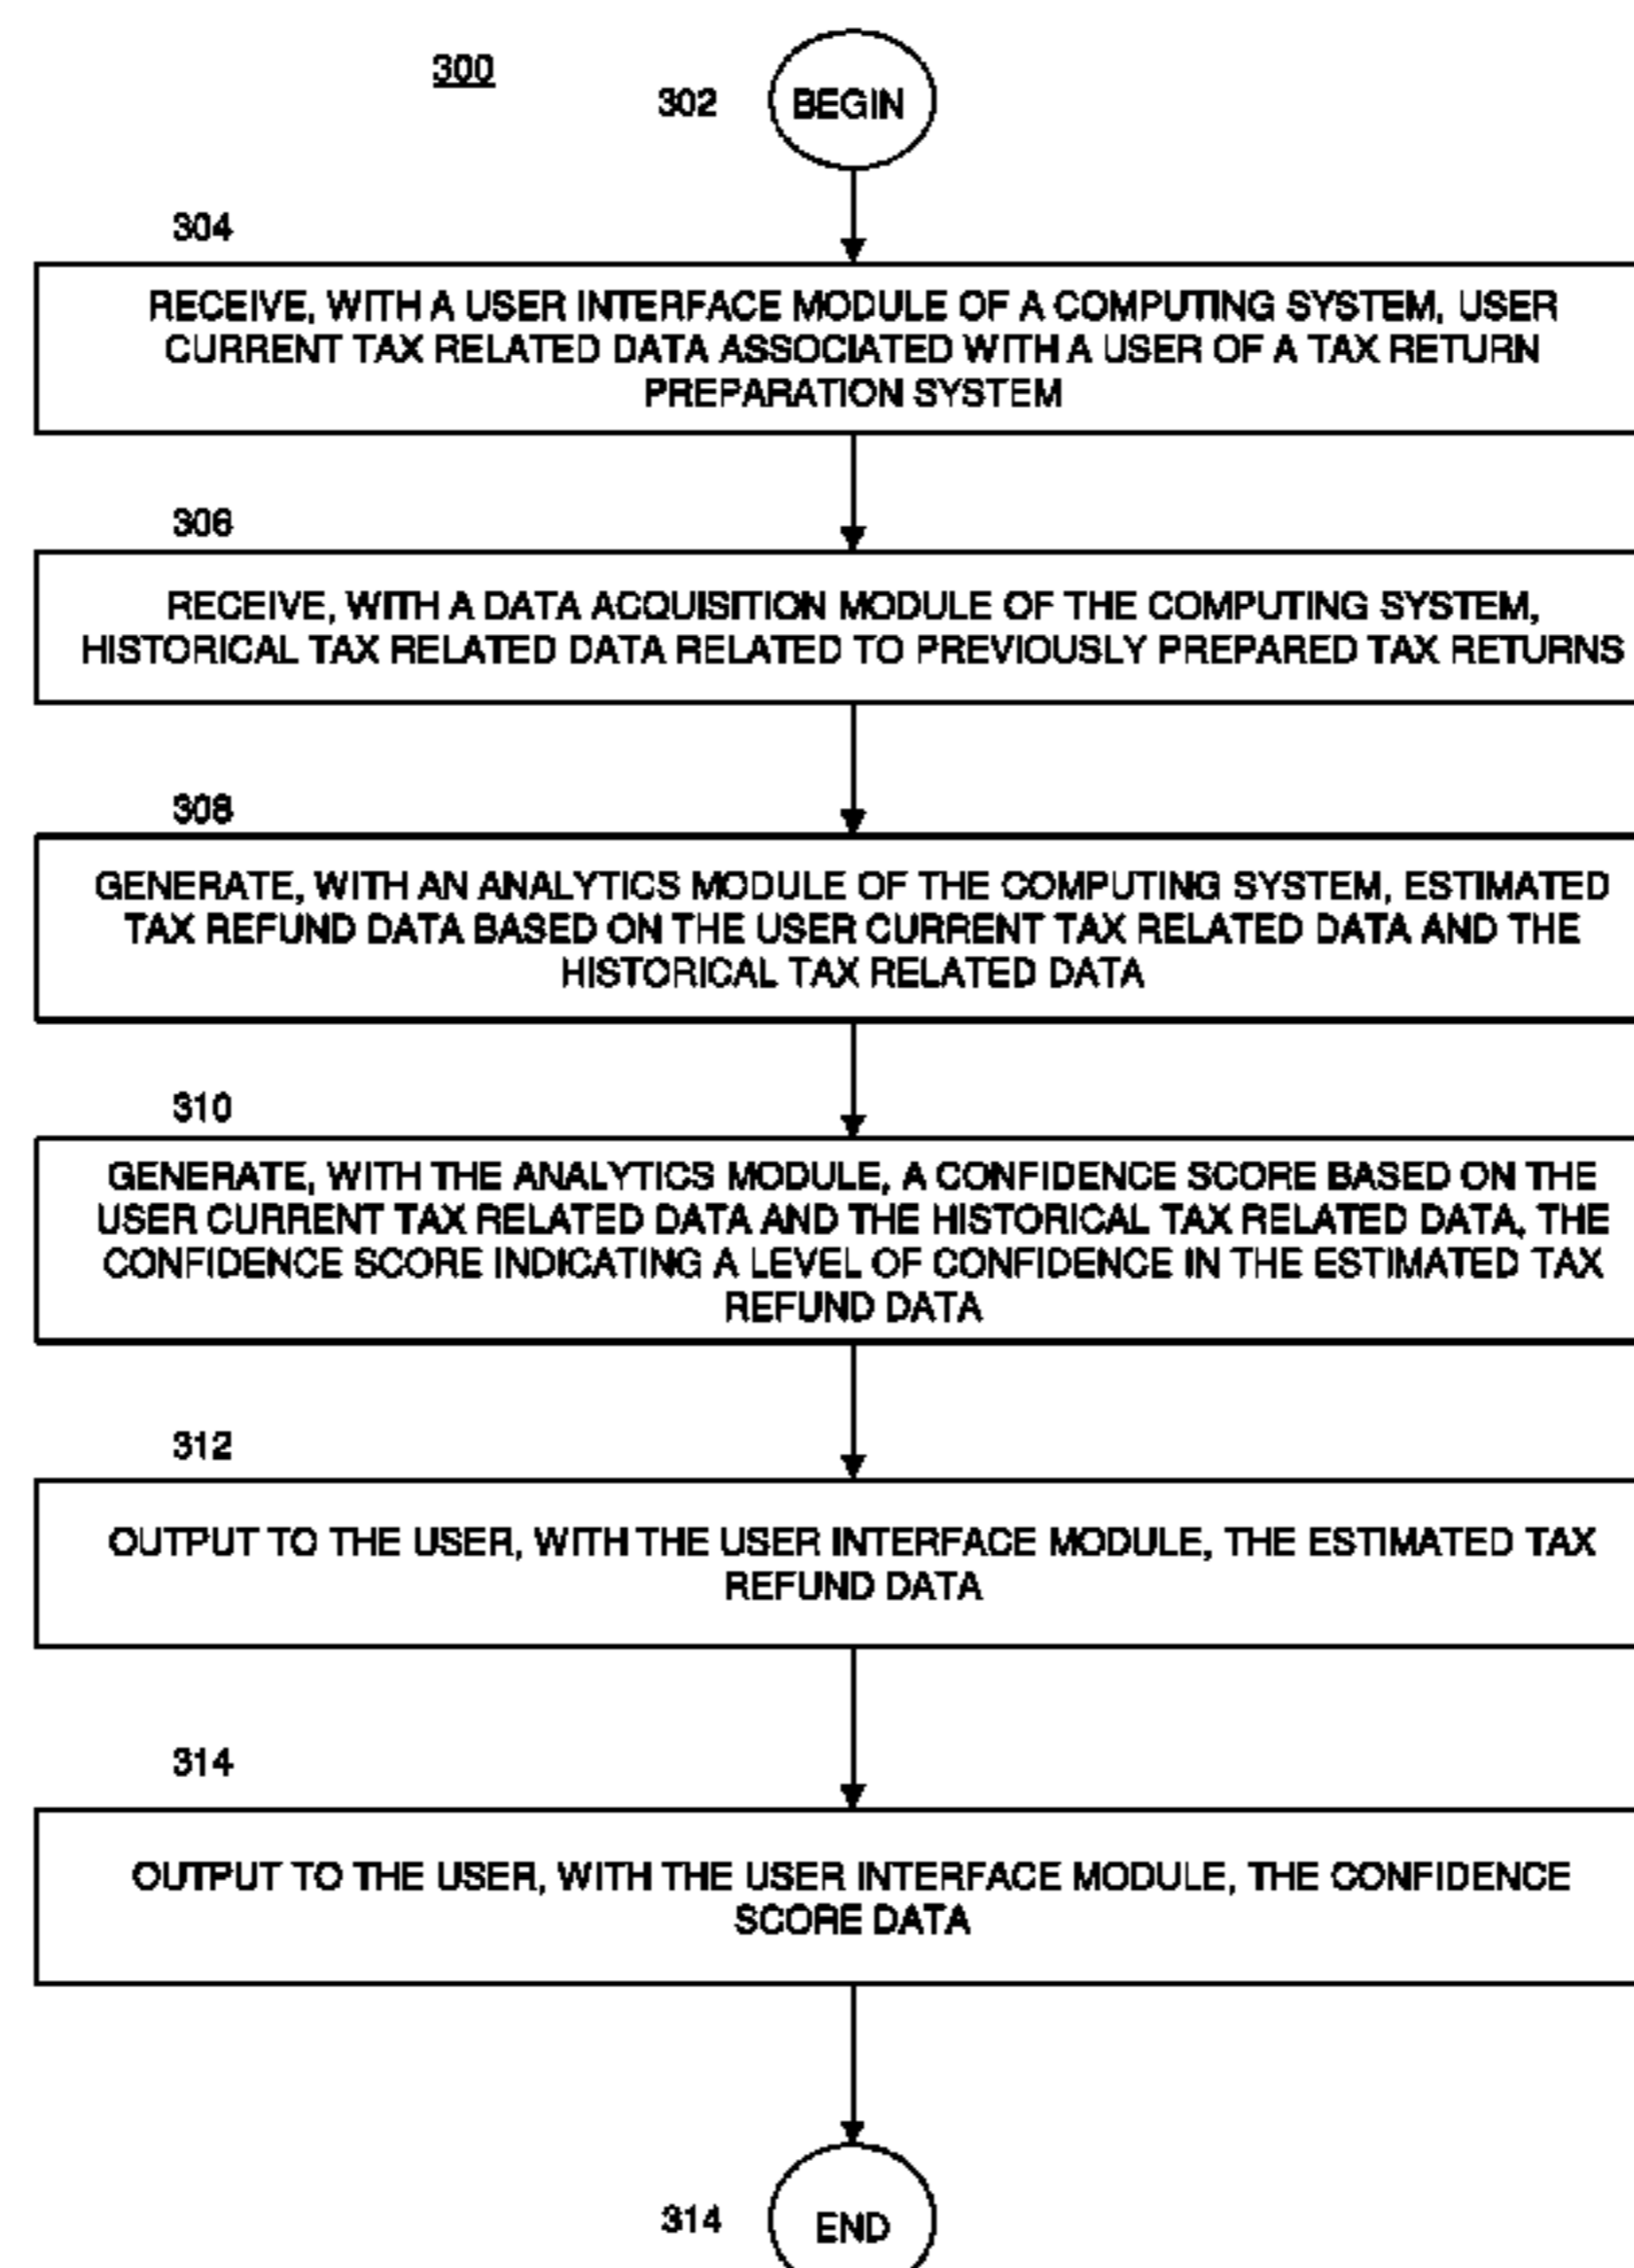 300
302
BEGIN
304
RECEIVE, WITH A USER INTERFACE MODULE OF A COMPUTING SYSTEM, USER
CURRENT TAX RELATED DATA ASSOCIATED WITH A USER OF A TAX RETURN
PREPARATION SYSTEM
306
RECEIVE, WITH A DATA ACQUISITION MODULE OF THE COMPUTING SYSTEM,
HISTORICAL TAX RELATED DATA RELATED TO PREVIOUSLY PREPARED TAX RETURNS
308
GENERATE, WITH AN ANALYTICS MODULE OF THE COMPUTING SYSTEM, ESTIMATED
TAX REFUND DATA BASED ON THE USER CURRENT TAX RELATED DATA AND THE
HISTORICAL TAX RELATED DATA
310
GENERATE, WITH THE ANALYTICS MODULE, A CONFIDENCE SCORE BASED ON THE
USER CURRENT TAX RELATED DATA AND THE HISTORICAL TAX RELATED DATA, THE
CONFIDENCE SCORE INDICATING A LEVEL OF CONFIDENCE IN THE ESTIMATED TAX
REFUND DATA
312
OUTPUT TO THE USER, WITH THE USER INTERFACE MODULE, THE ESTIMATED TAX
REFUND DATA
314
OUTPUT TO THE USER, WITH THE USER INTERFACE MODULE, THE CONFIDENCE
SCORE DATA
314
END